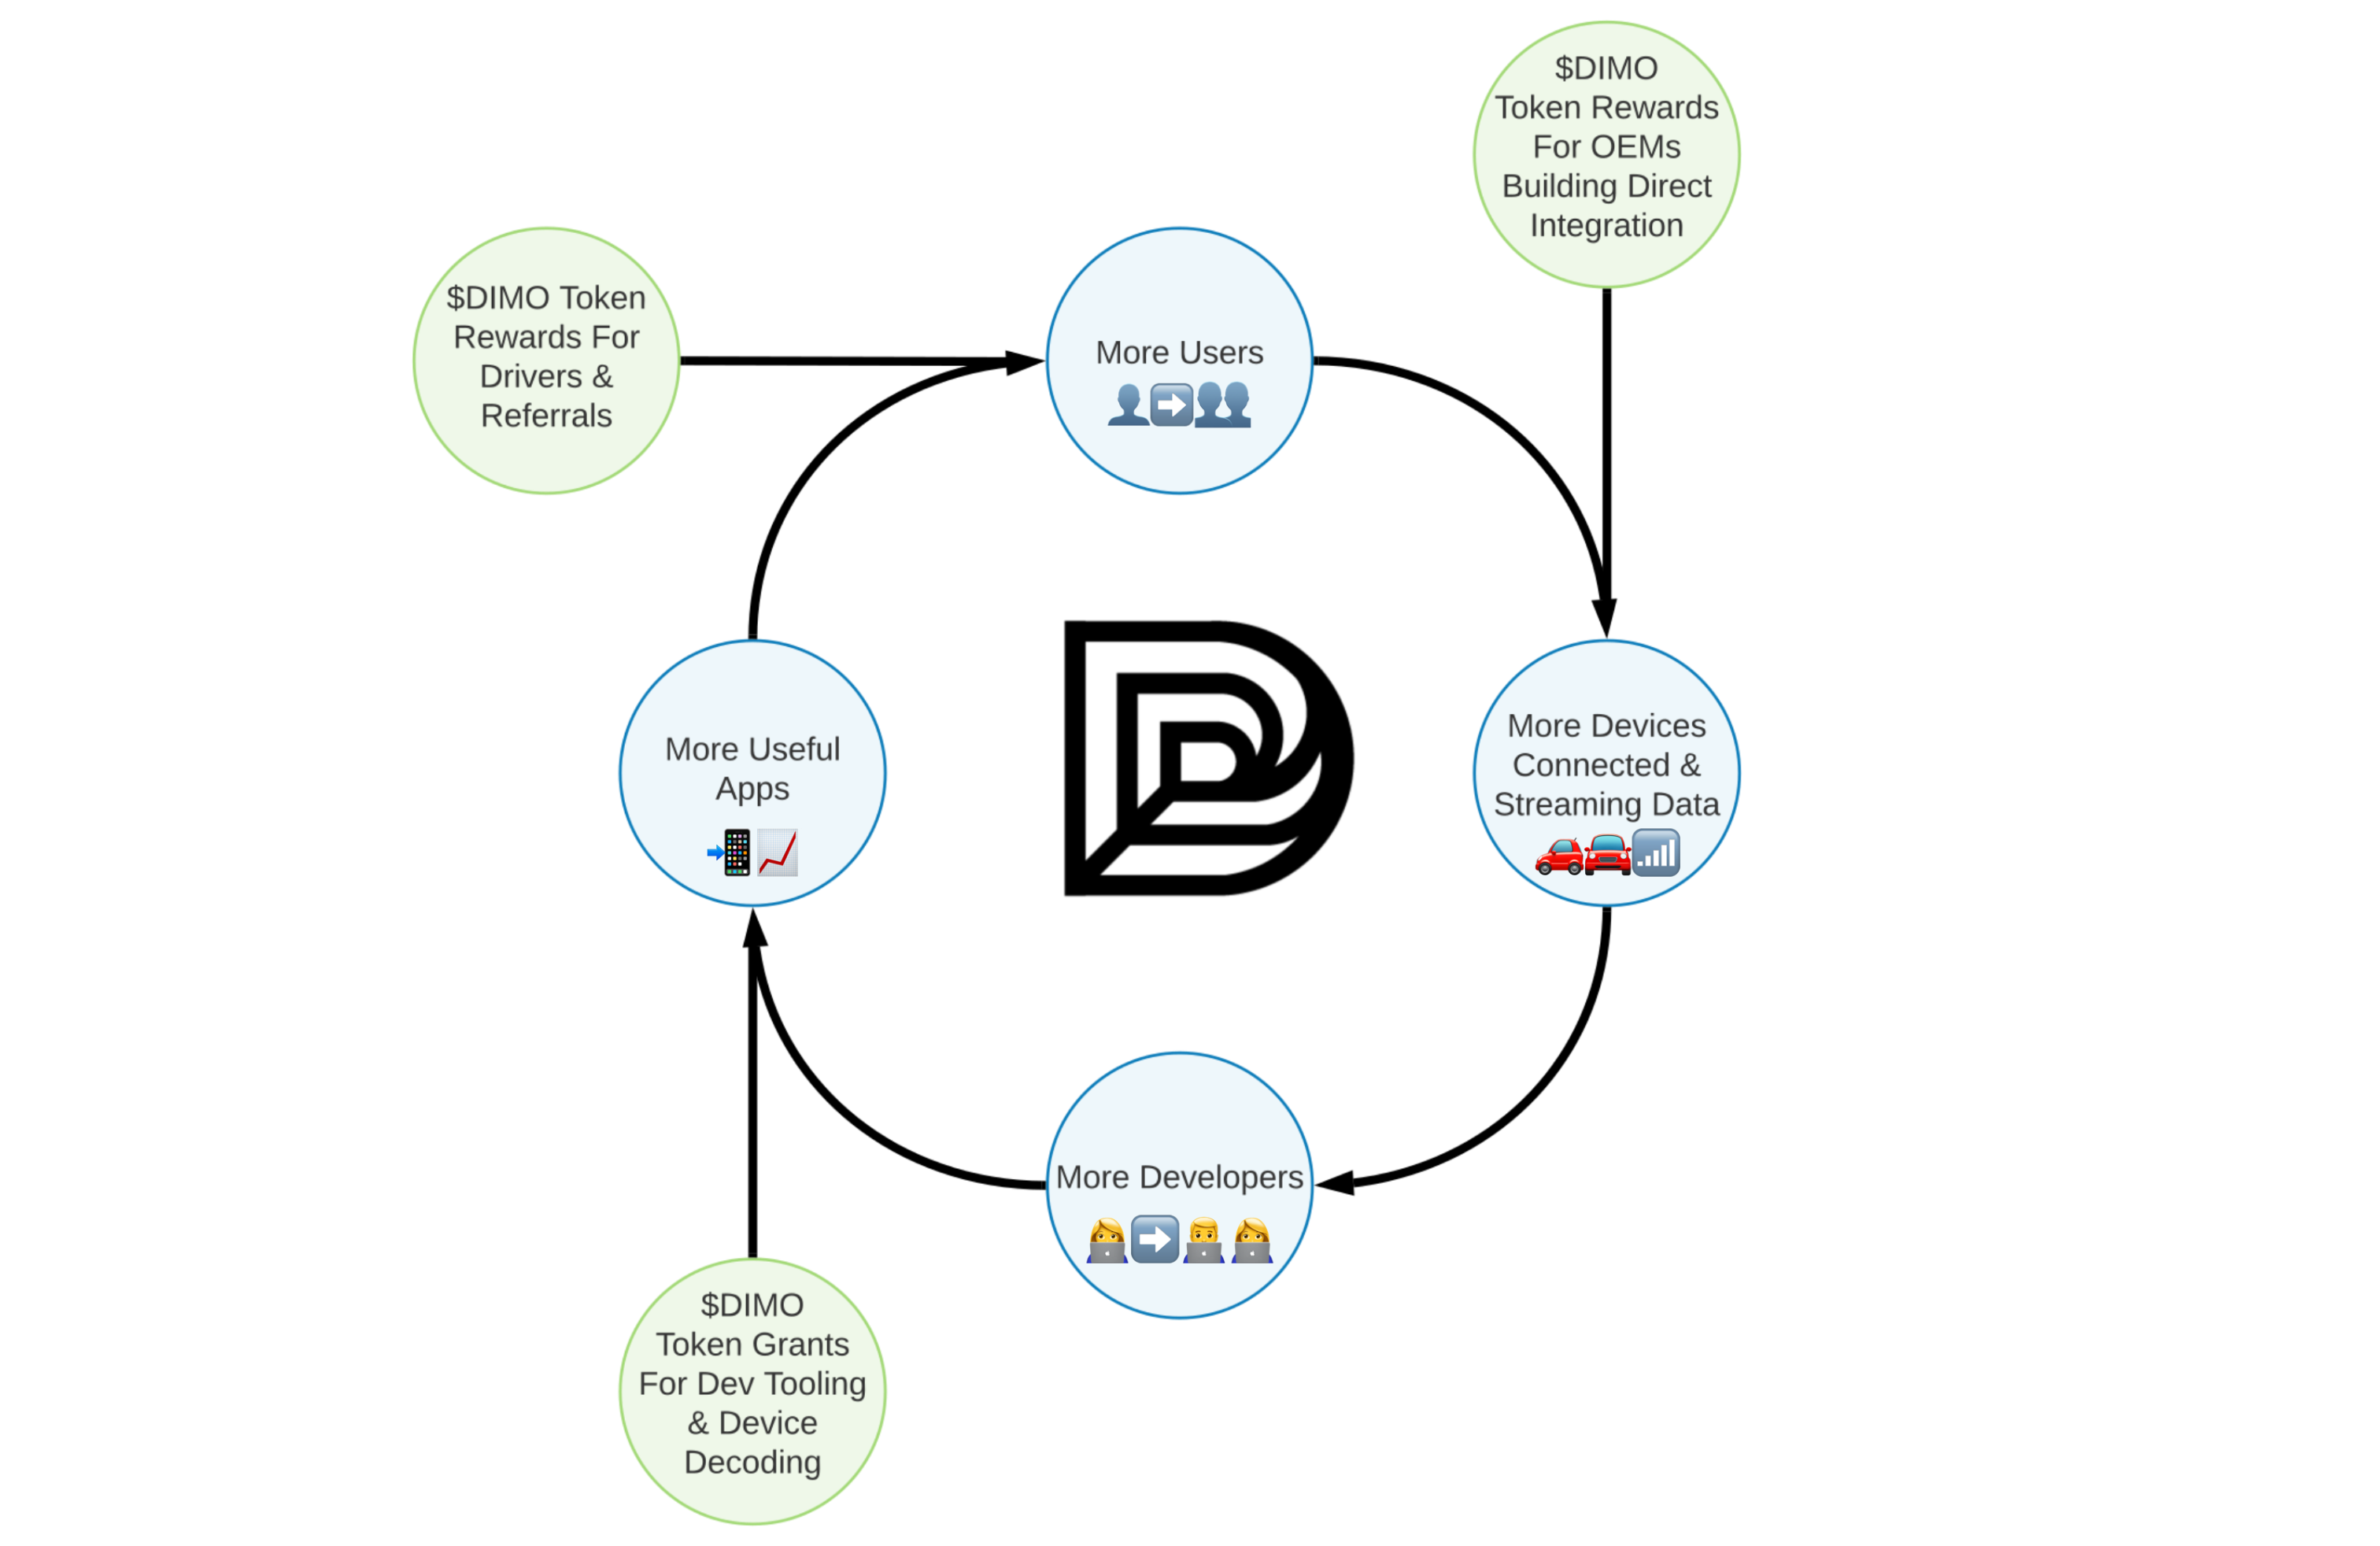 $DIMO
Token Rewards
For OEMs
Building Direct
Integration
$DIMO Token
Rewards For
Drivers &
Referrals
More Users
More Useful
Apps
More Devices
Connected &
Streaming Data
More Developers
$DIMO
Token Grants
For Dev Tooling
& Device
Decoding